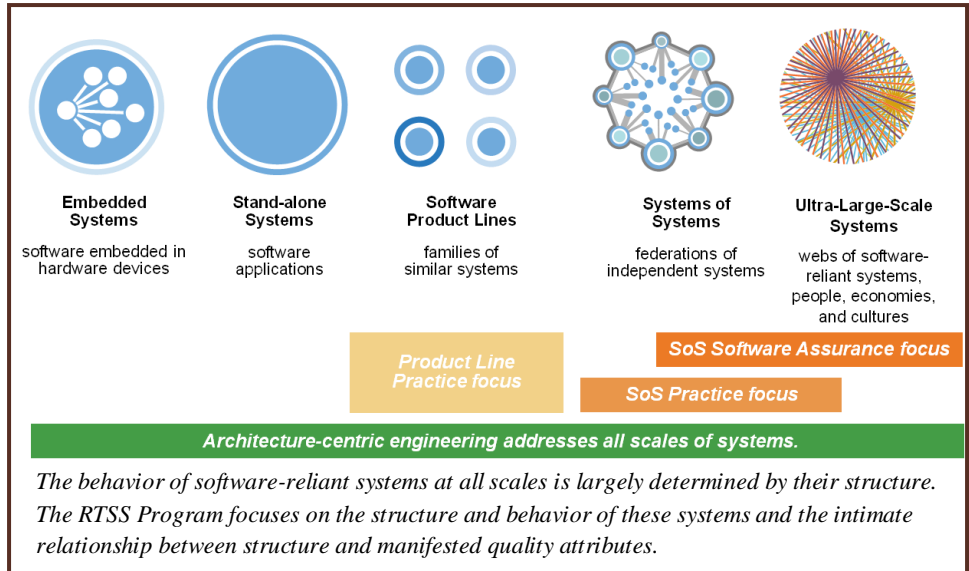 Embedded
Systems
software embedded in
hardware devices
Stand-alone
Systems
software
applications
Software
Product Lines
families of
similar systems
Systems of
Systems
federations of
independent systems
Ultra-Large-Scale
Systems
webs of software-
reliant systems,
people, economies,
and cultures
Product Line
Practice focus
SoS Software Assurance focus
SoS Practice focus
Architecture-centric engineering addresses all scales of systems.
The behavior of software-reliant systems at all scales is largely determined by their structure.
The RTSS Program focuses on the structure and behavior of these systems and the intimate
relationship between structure and manifested quality attributes.